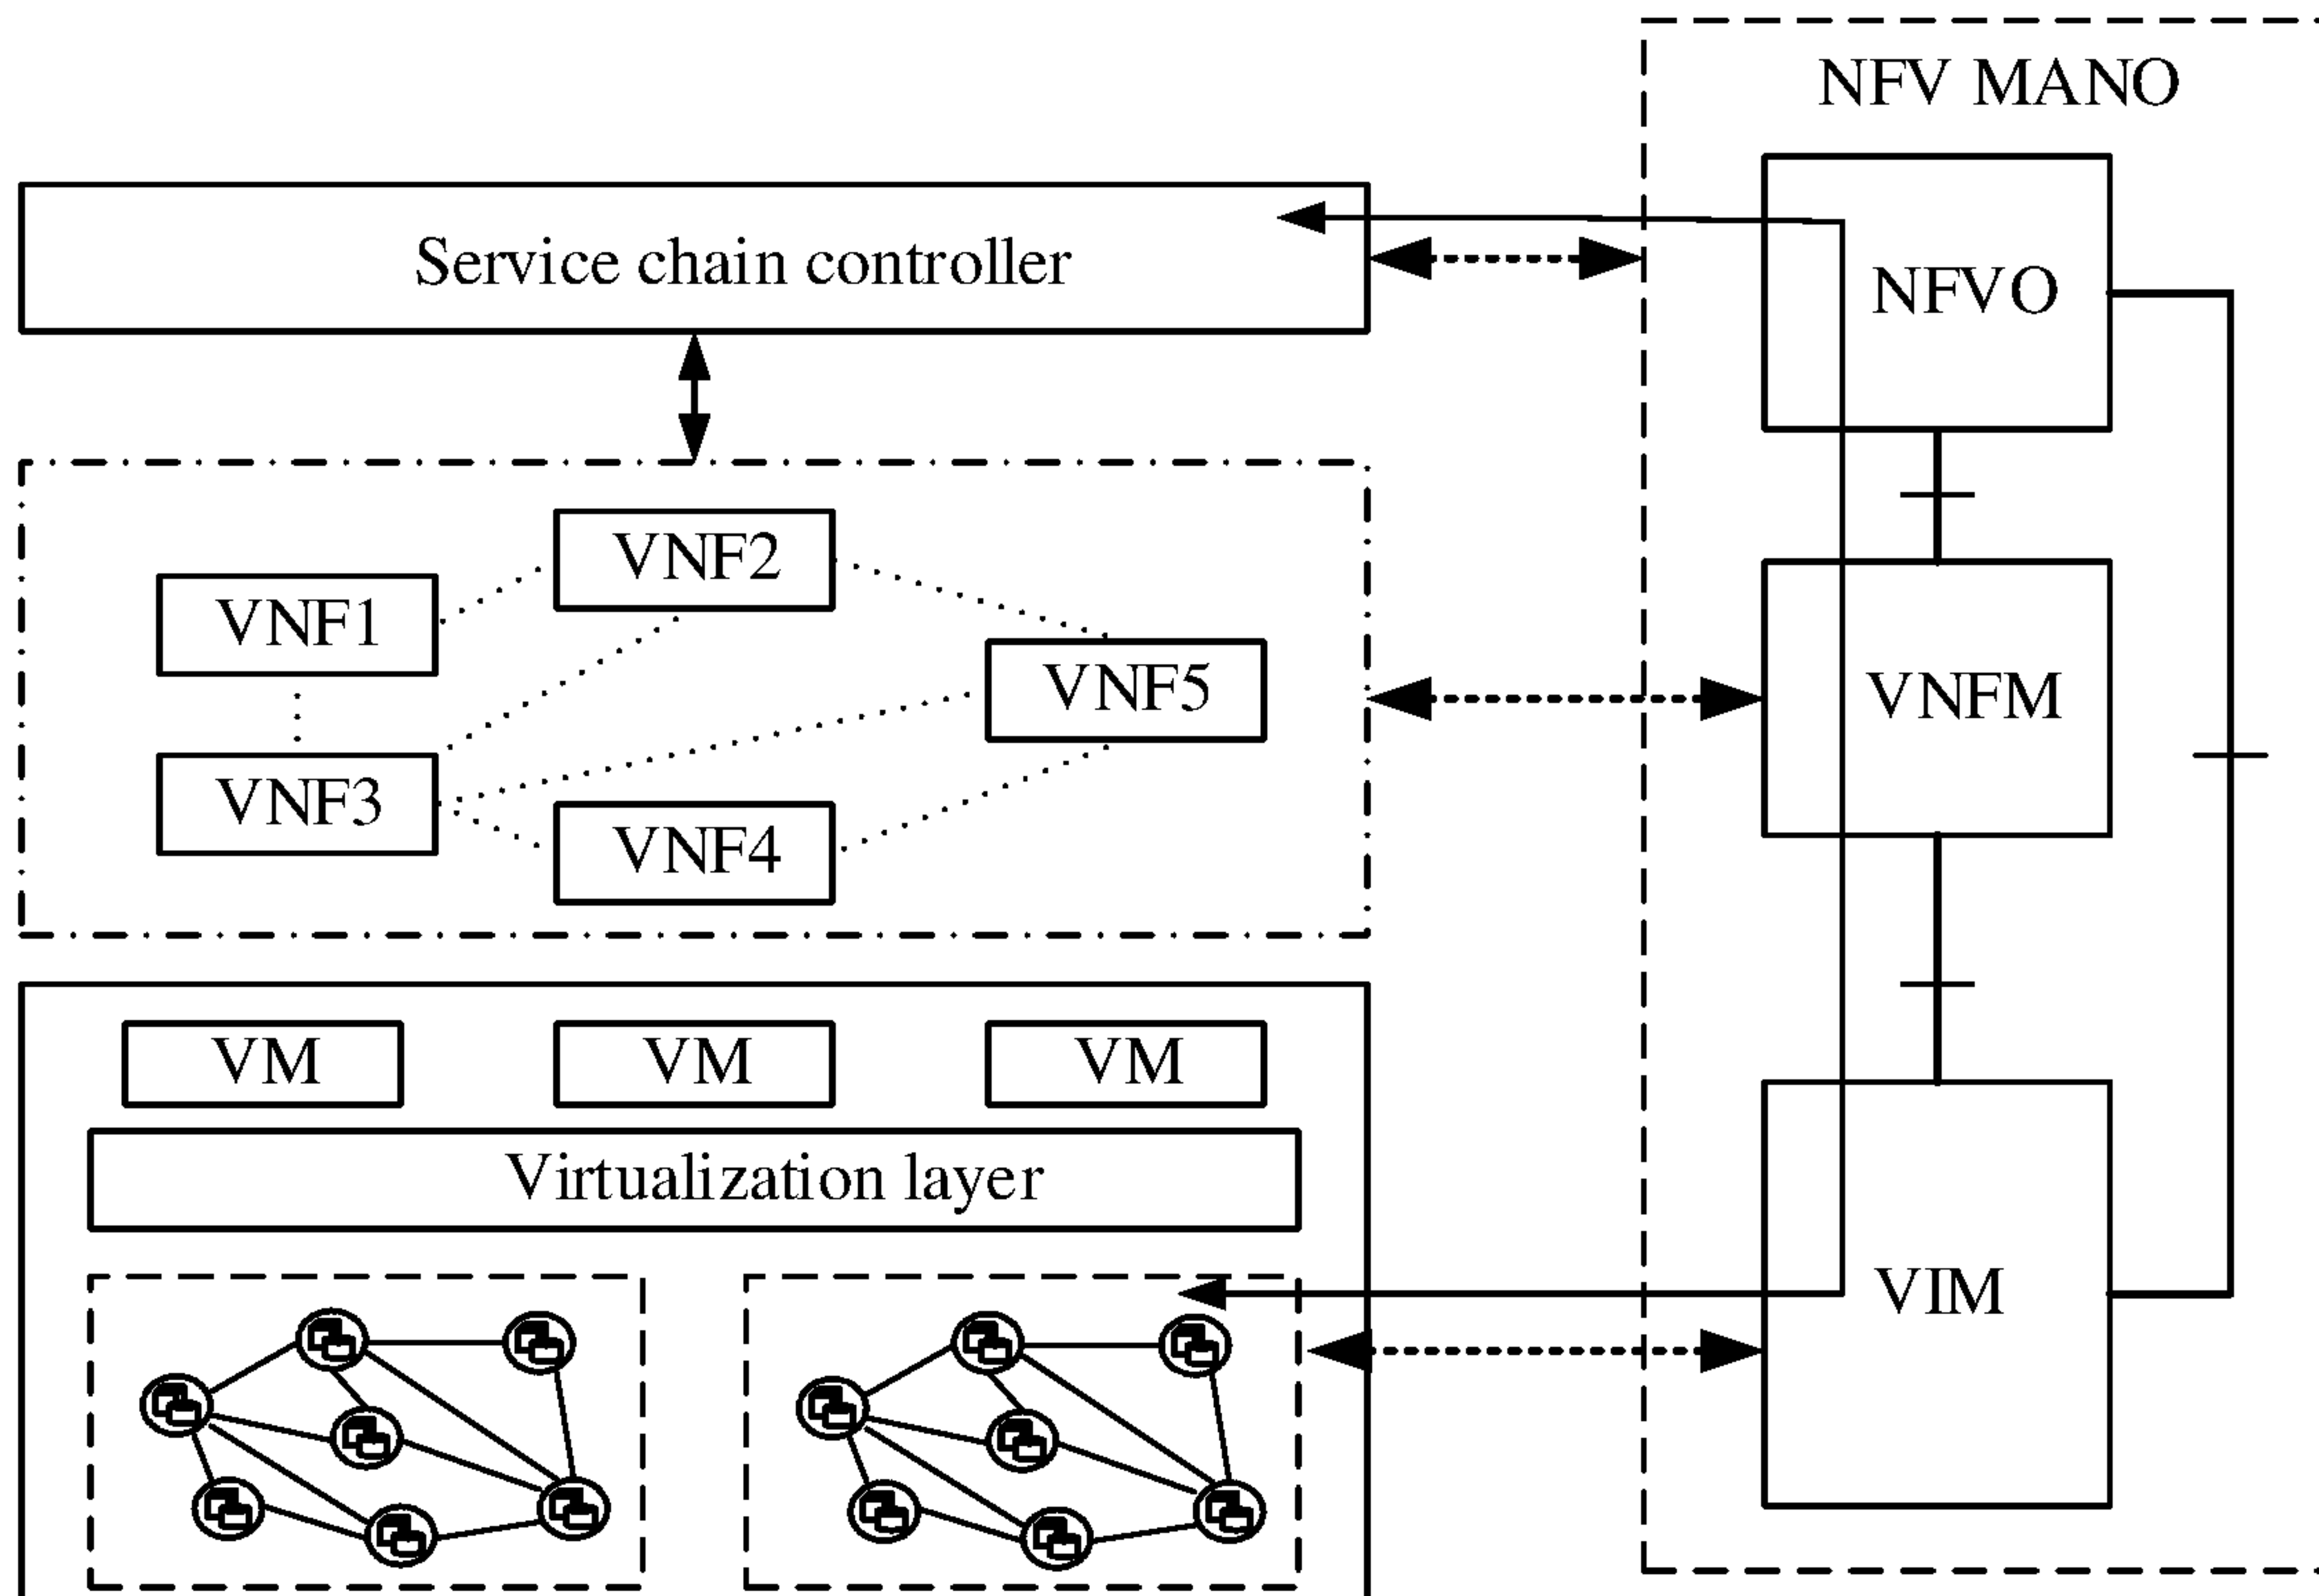 NFV MANO
Service chain controller
NFVO
VNF2
VNF1
VNF5
VNFM
VNF3
VNF4
VM VM VM
Virtualization layer
VIM